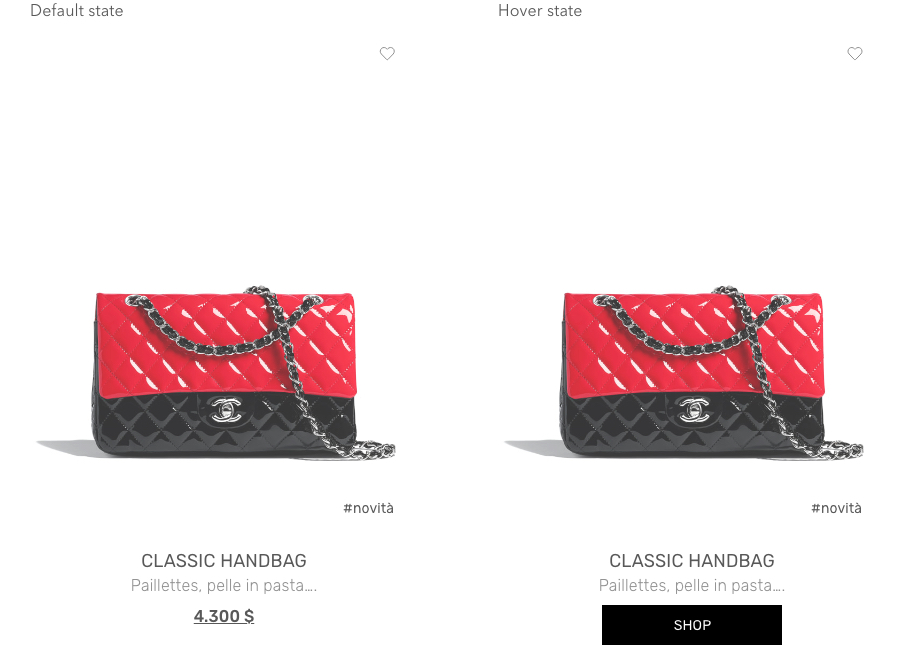 Default state
Hover state
#novità
#novità
CLASSIC HANDBAG
Paillettes, pelle in pasta....
4.300 $
CLASSIC HANDBAG
Paillettes, pelle in pasta....
SHOP